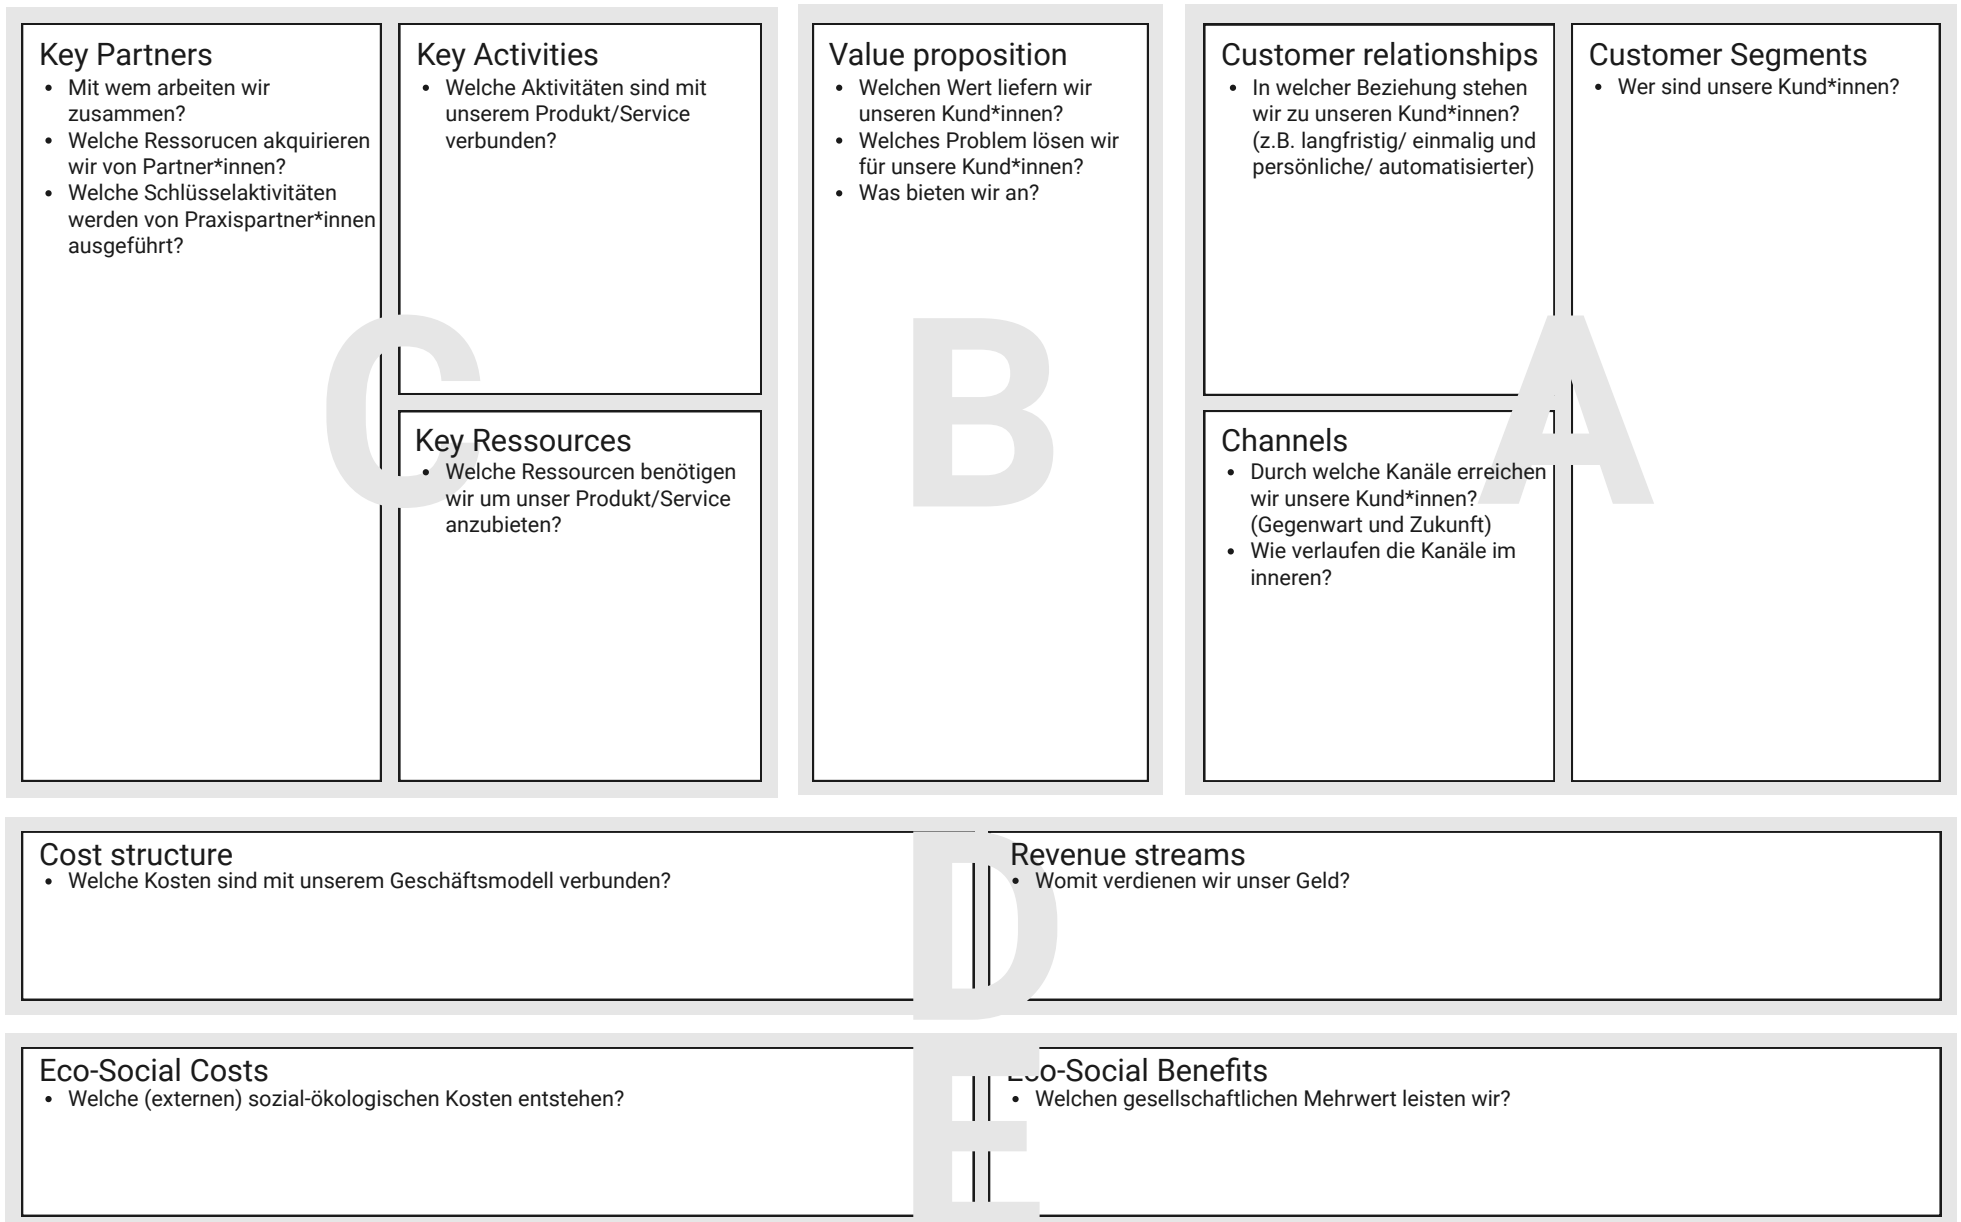 Key Partners
• Mit wem arbeiten wir
zusammen?
• Welche Ressorucen akquirieren
wir von Partner*innen?
• Welche Schlüsselaktivitäten
werden von Praxispartner*innen
ausgeführt?
Key Activities
• Welche Aktivitäten sind mit
unserem Produkt/Service
verbunden?
Key Ressources
• Welche Ressourcen benötigen
wir um unser Produkt/Service
anzubieten?
C
Value proposition
• Welchen Wert liefern wir
unseren Kund*innen?
• Welches Problem lösen wir
für unsere Kund*innen?
• Was bieten wir an?
B
Customer relationships
• In welcher Beziehung stehen
wir zu unseren Kund*innen?
(z.B. langfristig/ einmalig und
persönliche/ automatisierter)
Channels
• Durch welche Kanäle erreichen
wir unsere Kund*innen?
(Gegenwart und Zukunft)
• Wie verlaufen die Kanäle im
inneren?
Customer Segments
• Wer sind unsere Kund*innen?
A
Cost structure
• Welche Kosten sind mit unserem Geschäftsmodell verbunden?
Revenue streams
• Womit verdienen wir unser Geld?
D
Eco-Social Costs
• Welche (externen) sozial-ökologischen Kosten entstehen?
Eco-Social Benefits
• Welchen gesellschaftlichen Mehrwert leisten wir?
E